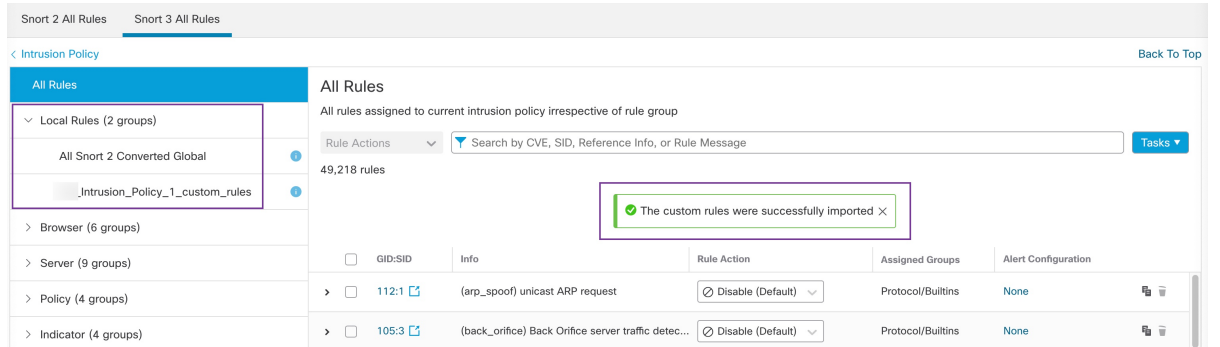 Snort 2 All Rules Snort 3 All Rules
< Intrusion Policy Back To Top
All Rules
Local Rules (2 groups)
All Snort 2 Converted Global
_Intrusion_Policy_1_custom_rules
Browser (6 groups)
Server (9 groups)
Policy (4 groups)
Indicator (4 groups)
All Rules
All rules assigned to current intrusion policy irrespective of rule group
Rule Actions Search by CVE, SID, Reference Info, or Rule Message Tasks
49,218 rules
The custom rules were successfully imported
GID:SID Info Rule Action Assigned Groups Alert Configuration
112:1 (arp_spoof) unicast ARP request Disable (Default) Protocol/Builtins None
105:3 (back_orifice) Back Orifice server traffic detec... Disable (Default) Protocol/Builtins None